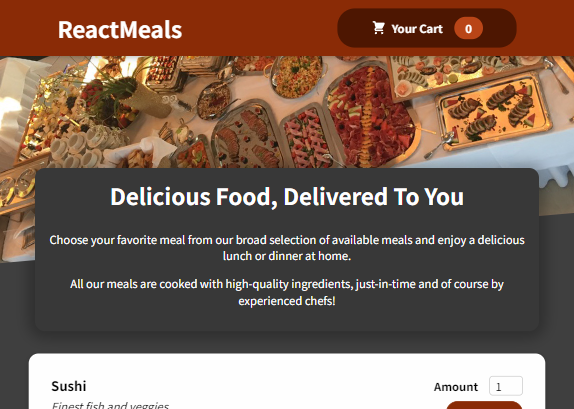 ReactMeals
Your Cart 0
Delicious Food, Delivered To You
Choose your favorite meal from our broad selection of available meals and enjoy a delicious
lunch or dinner at home.
All our meals are cooked with high-quality ingredients, just-in-time and of course by
experienced chefs!
Sushi
Amount 1
Finest fish and veggies